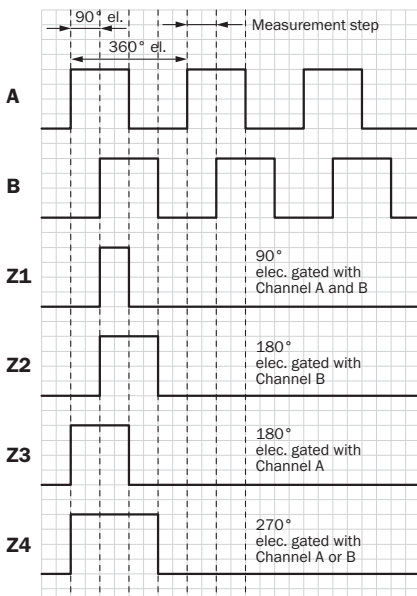 90° el.
Measurement step
360° el.
A
B
Z1
90°
elec. gated with
Channel A and B
Z2
180°
elec. gated with
Channel B
Z3
180°
elec. gated with
Channel A
Z4
270°
elec. gated with
Channel A or B